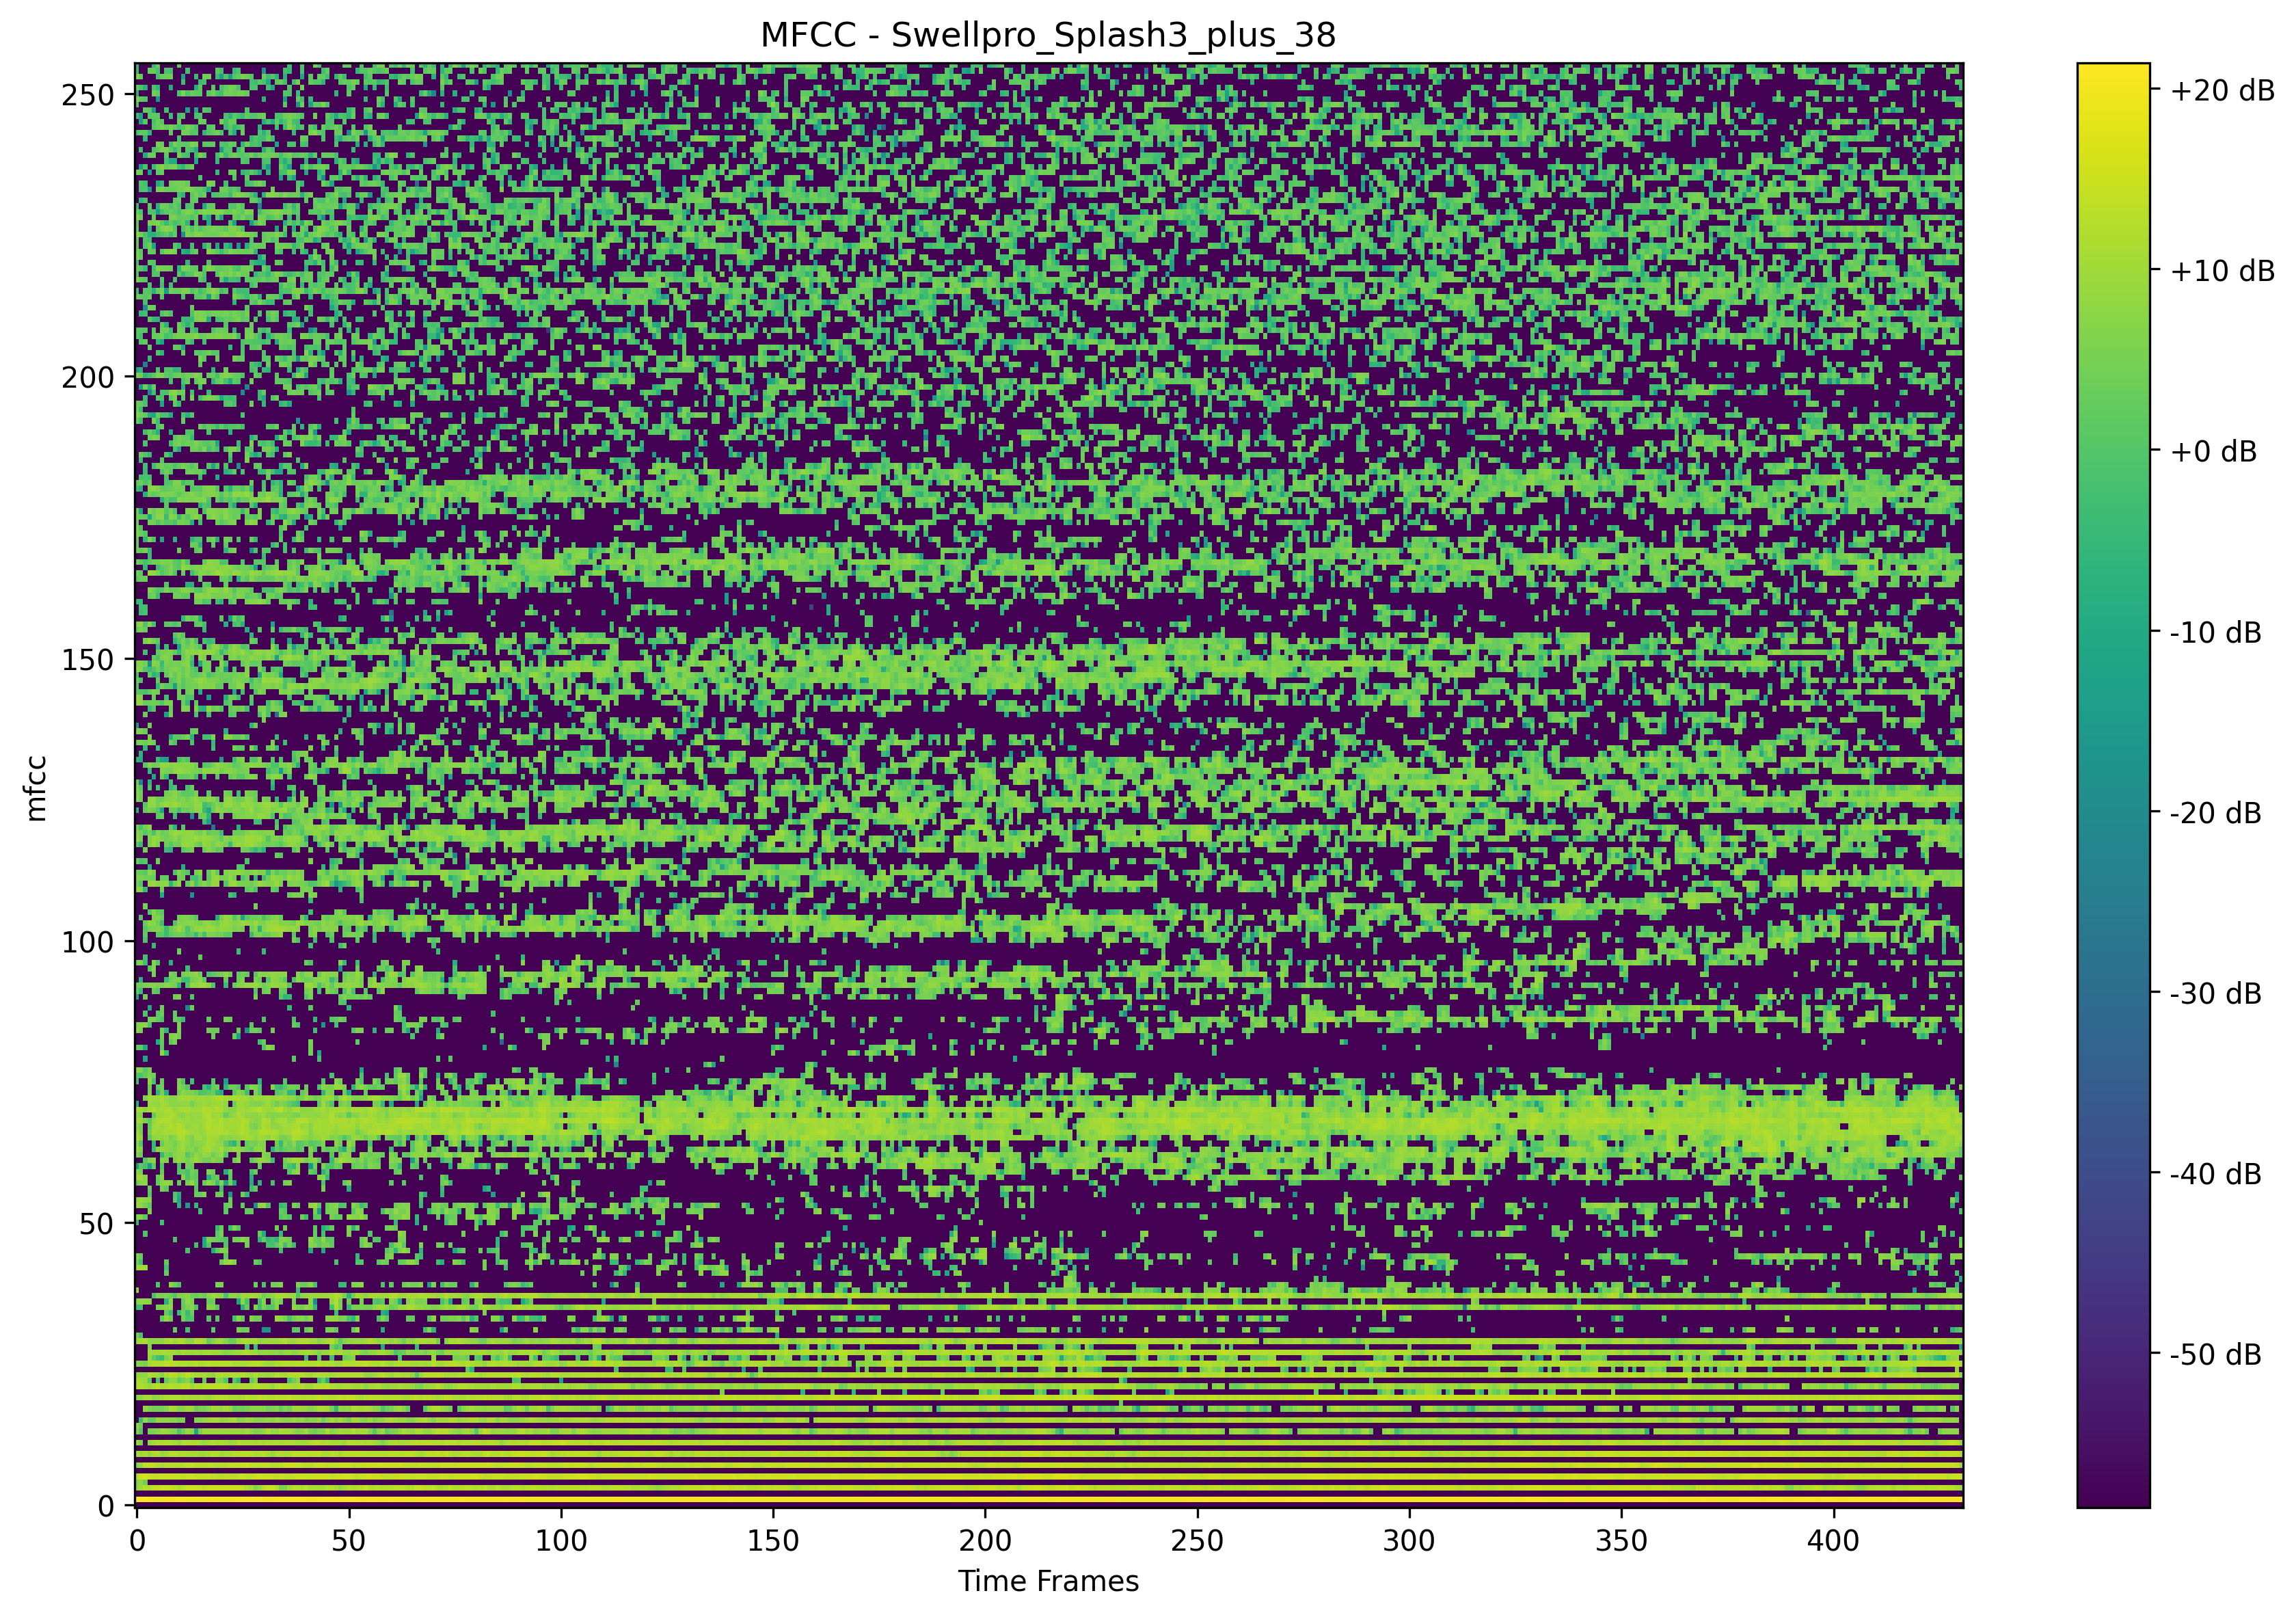 MFCC - Swellpro_Splash3_plus_38
mfcc
250
200
150
100
50
0
0 50 100 150 200 250 300 350 400
Time Frames
+20 dB
+10 dB
+0 dB
-10 dB
-20 dB
-30 dB
-40 dB
-50 dB